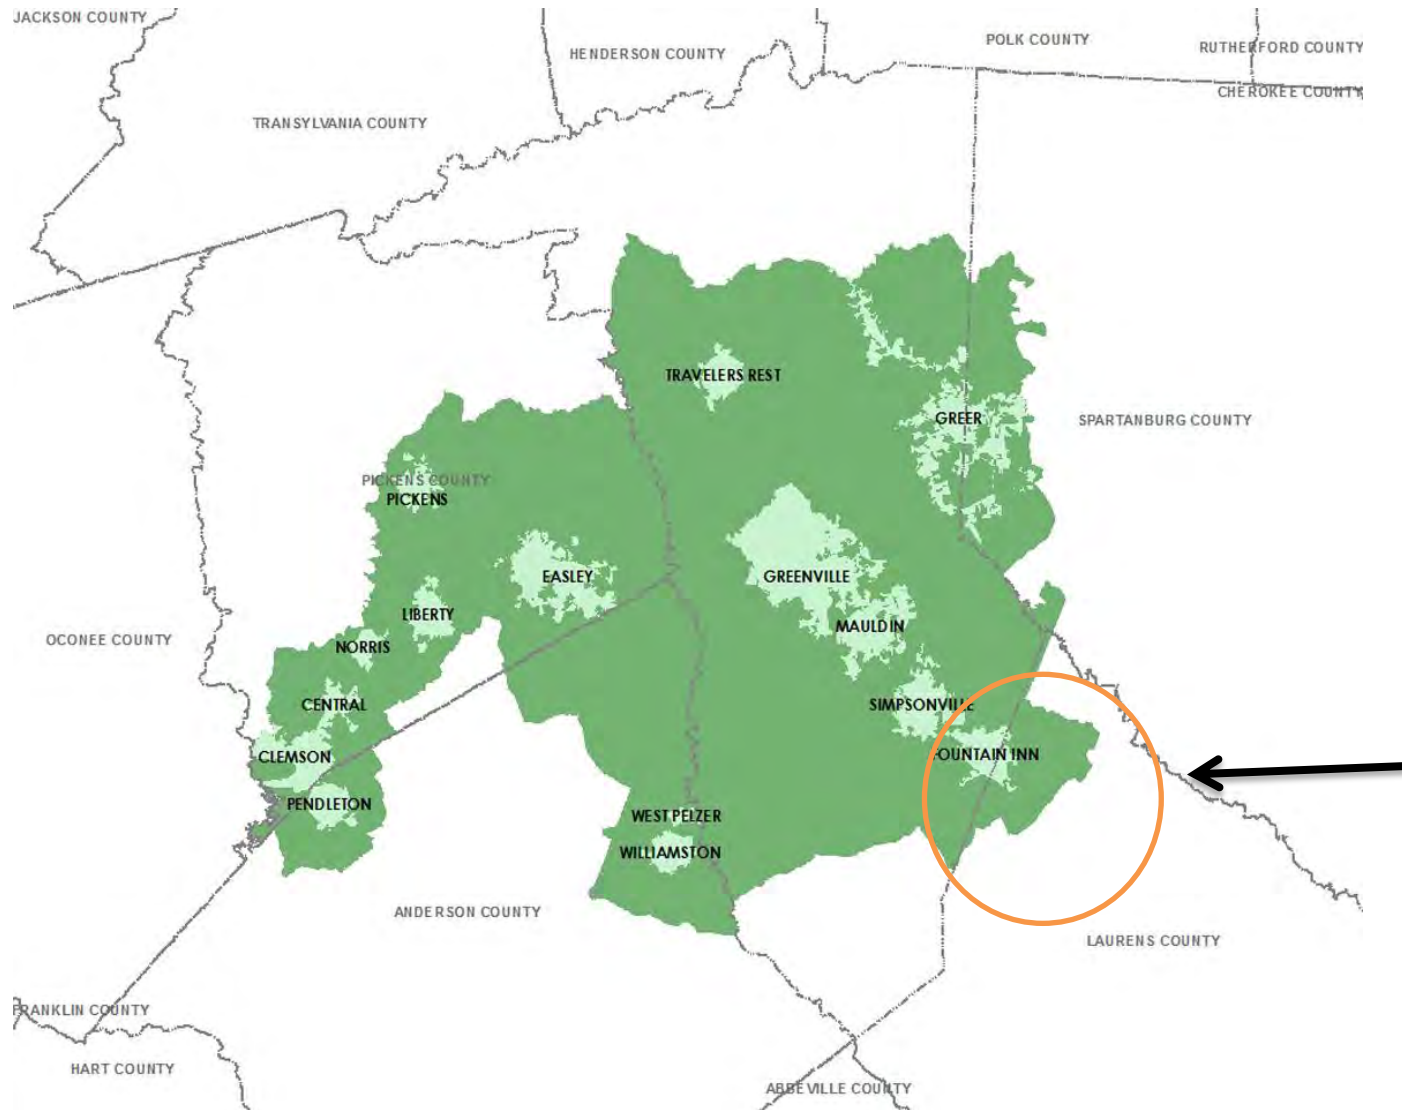 JACKSON COUNTY
HENDERSON COUNTY
POLK COUNTY
RUTHERFORD COUNTY
CHEROKEE COUNTY
TRANSYLVANIA COUNTY
TRAVELERS REST
GREER
SPARTANBURG COUNTY
PICKENS COUNTY
PICKENS
EASLEY
GREENVILLE
LIBERTY
MAULDIN
OCONEE COUNTY
NORRIS
CENTRAL
SIMPSONVILLE
CLEMSON
FOUNTAIN INN
PENDLETON
WEST PELZER
WILLIAMSTON
ANDERSON COUNTY
LAURENS COUNTY
FRANKLIN COUNTY
HART COUNTY
ABBEVILLE COUNTY